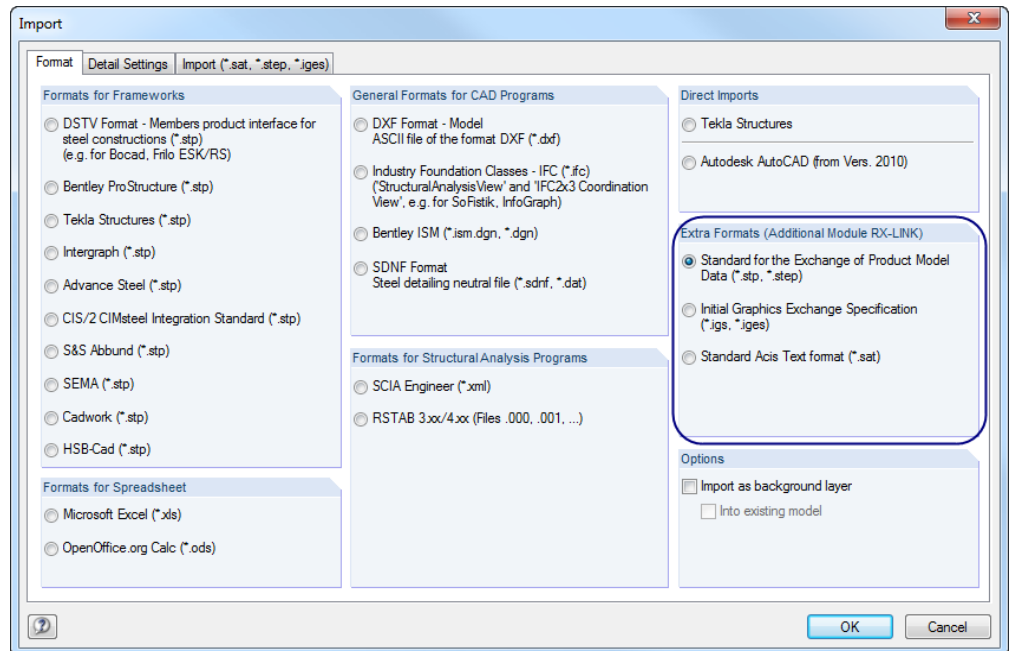 Import
Format
Detail Settings
Import (*.sat, *.step, *.iges)
Formats for Frameworks
DSTV Format - Members product interface for
steel constructions (*.stp)
(e.g. for Bocad, Frilo ESK/RS)
Bentley ProStructure (*.stp)
Tekla Structures (*.stp)
Intergraph (*.stp)
Advance Steel (*.stp)
CIS/2 CIMsteel Integration Standard (*.stp)
S&S Abbund (*.stp)
SEMA (*.stp)
Cadwork (*.stp)
HSB-Cad (*.stp)
Formats for Spreadsheet
Microsoft Excel (*.xls)
OpenOffice.org Calc (*.ods)
General Formats for CAD Programs
DXF Format - Model
ASCII file of the format DXF (*.dxf)
Industry Foundation Classes - IFC (*.ifc)
('StructuralAnalysisView' and 'IFC2x3 Coordination
View', e.g. for SoFistik, InfoGraph)
Bentley ISM (*.ism.dgn, *.dgn)
SDNF Format
Steel detailing neutral file (*.sdnf, *.dat)
Formats for Structural Analysis Programs
SCIA Engineer (*.xml)
RSTAB 3.xx/4.xx (Files .000, .001, ...)
Direct Imports
Tekla Structures
Autodesk AutoCAD (from Vers. 2010)
Extra Formats (Additional Module RX-LINK)
Standard for the Exchange of Product Model
Data (*.stp, *.step)
Initial Graphics Exchange Specification
(*.igs, *.iges)
Standard Acis Text format (*.sat)
Options
Import as background layer
Into existing model
OK
Cancel